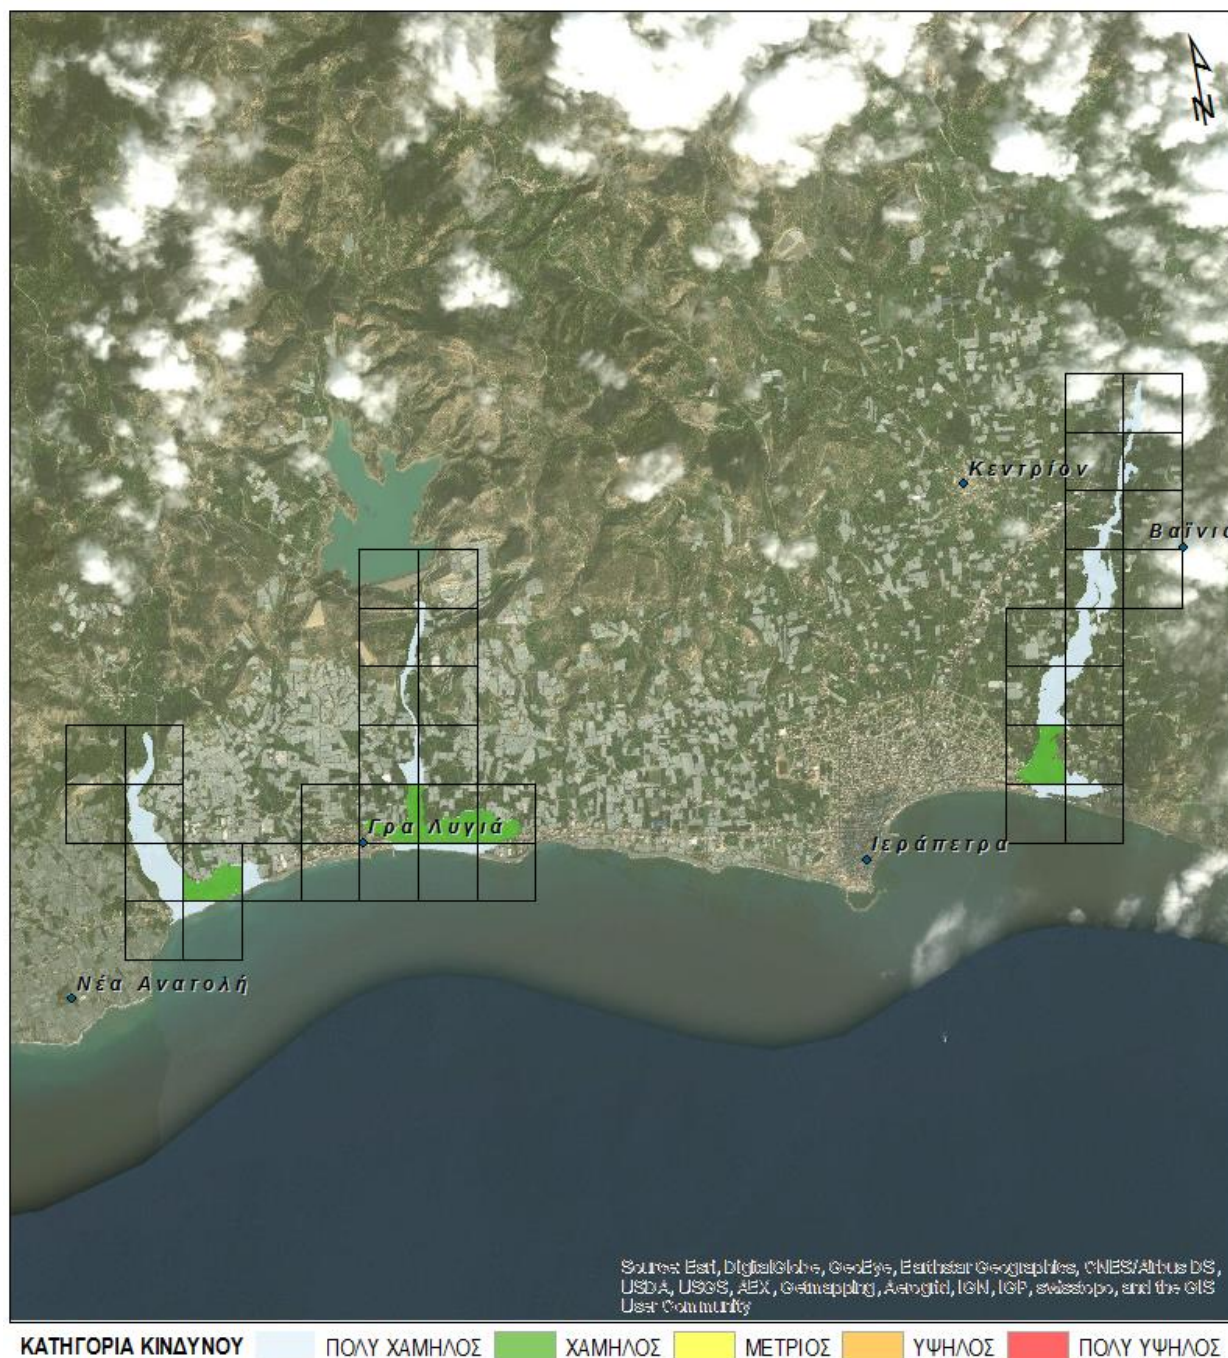 N
Κεντρίον
Βαϊνι
Γρα Λυγιά
Ιεράπετρα
Νέα Ανατολή
Source: Esri, DigitalGlobe, GeoEye, Earthstar Geographics, CNES/Airbus DS,
USDA, USGS, AEX, Getmapping, Aerogrid, IGN, IGP, swisstopo, and the GIS
User Community
ΚΑΤΗΓΟΡΙΑ ΚΙΝΔΥΝΟΥ ΠΟΛΥ ΧΑΜΗΛΟΣ ΧΑΜΗΛΟΣ ΜΕΤΡΙΟΣ ΥΨΗΛΟΣ ΠΟΛΥ ΥΨΗΛΟΣ